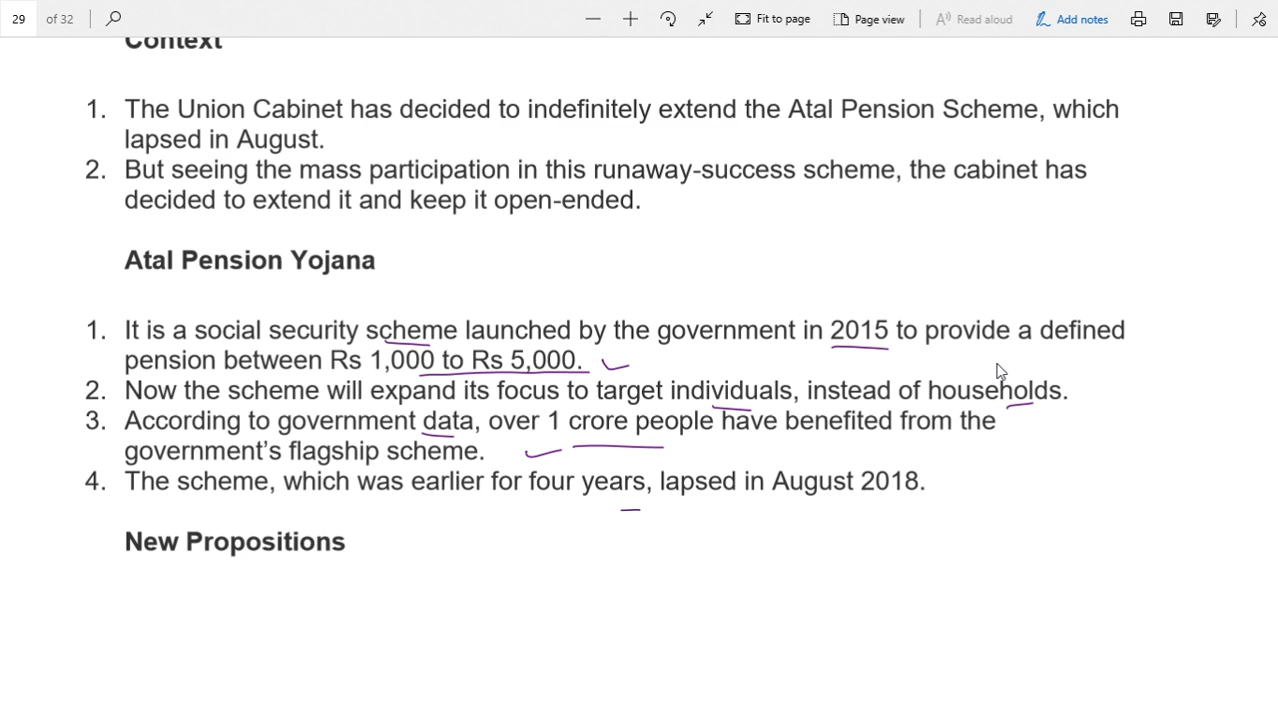 29 of 32 Fit to page Page view Read aloud Add notes
Context
1. The Union Cabinet has decided to indefinitely extend the Atal Pension Scheme, which
lapsed in August.
2. But seeing the mass participation in this runaway-success scheme, the cabinet has
decided to extend it and keep it open-ended.
Atal Pension Yojana
1. It is a social security scheme launched by the government in 2015 to provide a defined
pension between Rs 1,000 to Rs 5,000.
2. Now the scheme will expand its focus to target individuals, instead of households.
3. According to government data, over 1 crore people have benefited from the
government’s flagship scheme.
4. The scheme, which was earlier for four years, lapsed in August 2018.
New Propositions